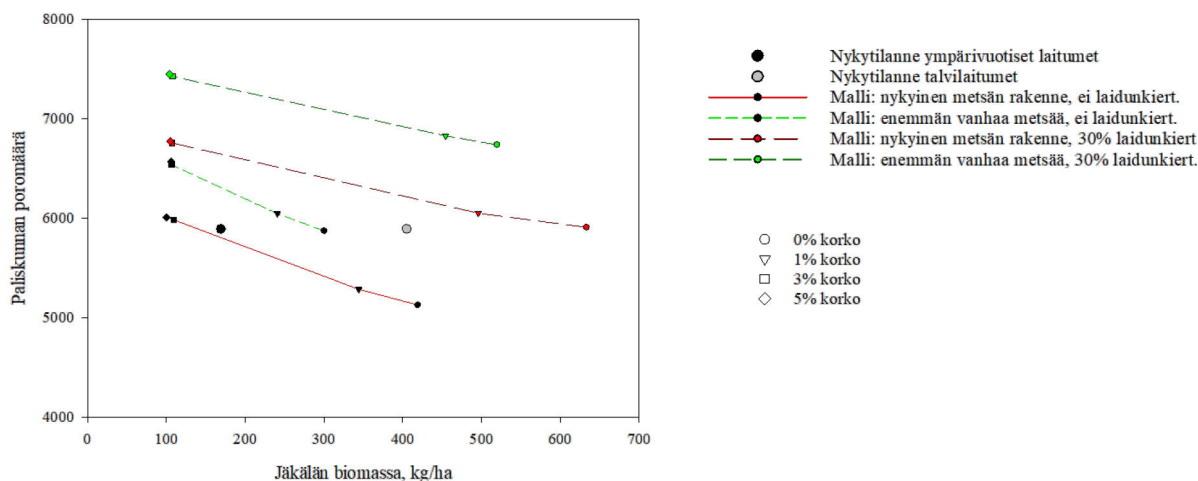 8000
7000
6000
5000
4000
Paliskunnan poromäärä
0
100
200
300
400
500
600
700
Jäkälän biomassa, kg/ha
Nykytilanne ympärivuotiset laitumet
Nykytilanne talvilaitumet
Malli: nykyinen metsän rakenne, ei laidunkiert.
Malli: enemmän vanhaa metsää, ei laidunkiert.
Malli: nykyinen metsän rakenne, 30% laidunkiert.
Malli: enemmän vanhaa metsää, 30% laidunkiert.
0% korko
1% korko
3% korko
5% korko